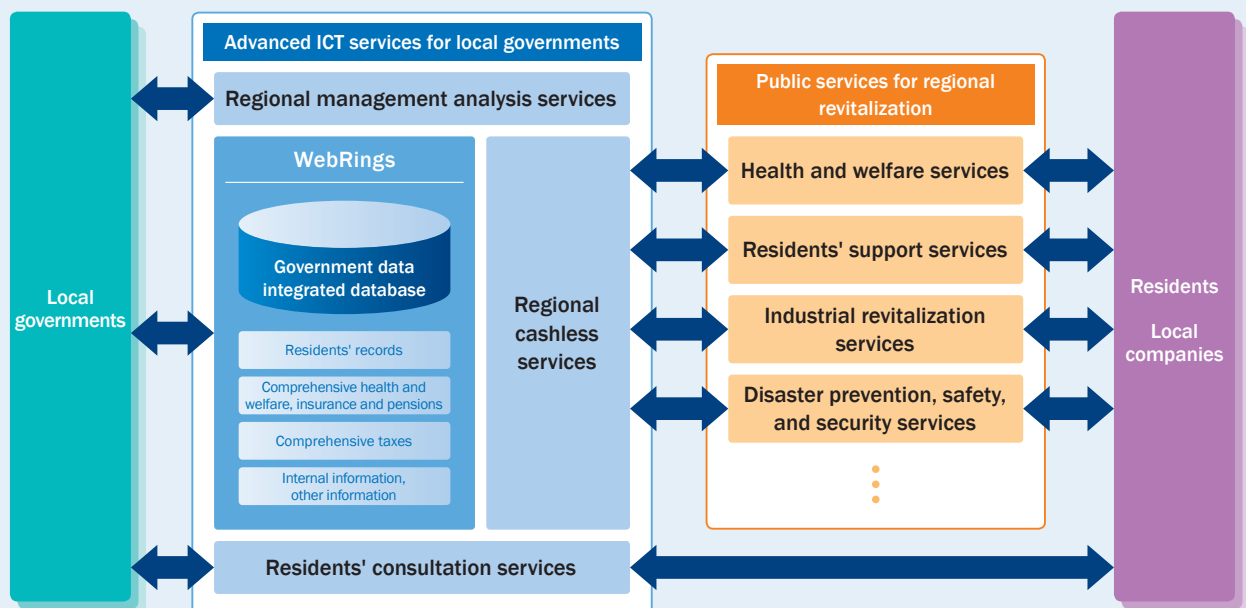 Local
governments
Advanced ICT services for local governments
Regional management analysis services
WebRings
Government data
integrated database
Residents' records
Comprehensive health and
welfare, insurance and pensions
Comprehensive taxes
Internal information,
other information
Regional
cashless
services
Residents' consultation services
Public services for regional
revitalization
Health and welfare services
Residents' support services
Industrial revitalization
services
Disaster prevention, safety,
and security services
Residents
Local
companies